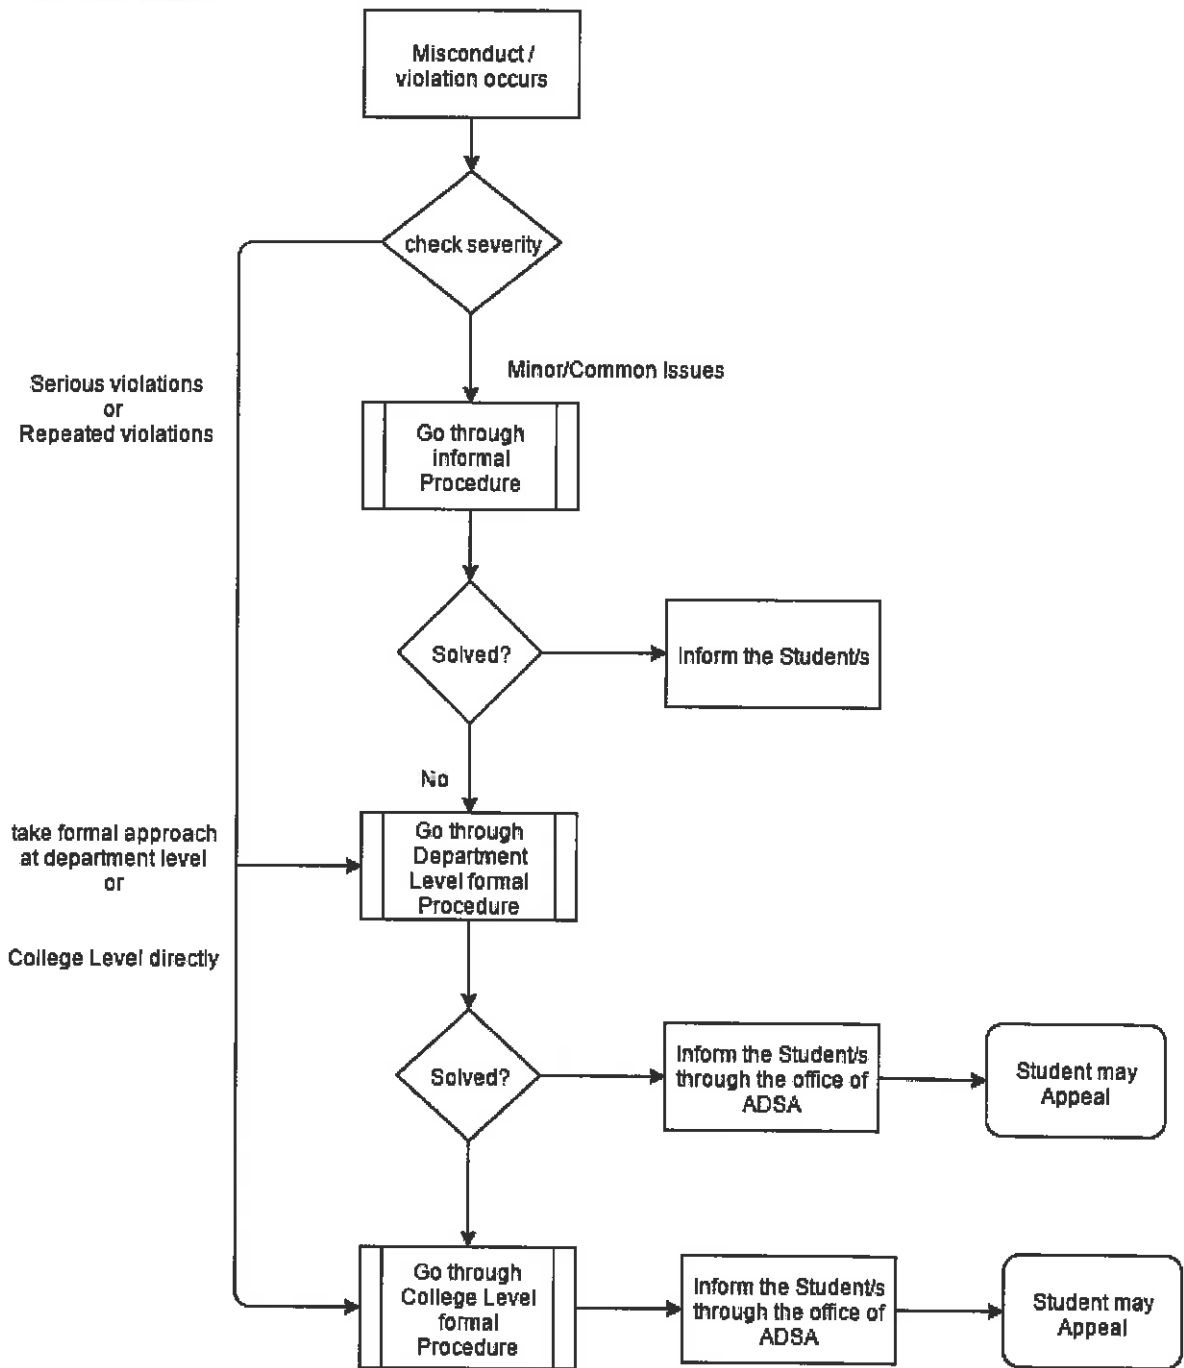 Misconduct /
violation occurs
check severity
Minor/Common Issues
Serious violations
or
Repeated violations
Go through
informal
Procedure
Solved?
Inform the Student/s
No
take formal approach
at department level
or
College Level directly
Go through
Department
Level formal
Procedure
Solved?
Inform the Student/s
through the office of
ADSA
Student may
Appeal
Go through
College Level
formal
Procedure
Inform the Student/s
through the office of
ADSA
Student may
Appeal